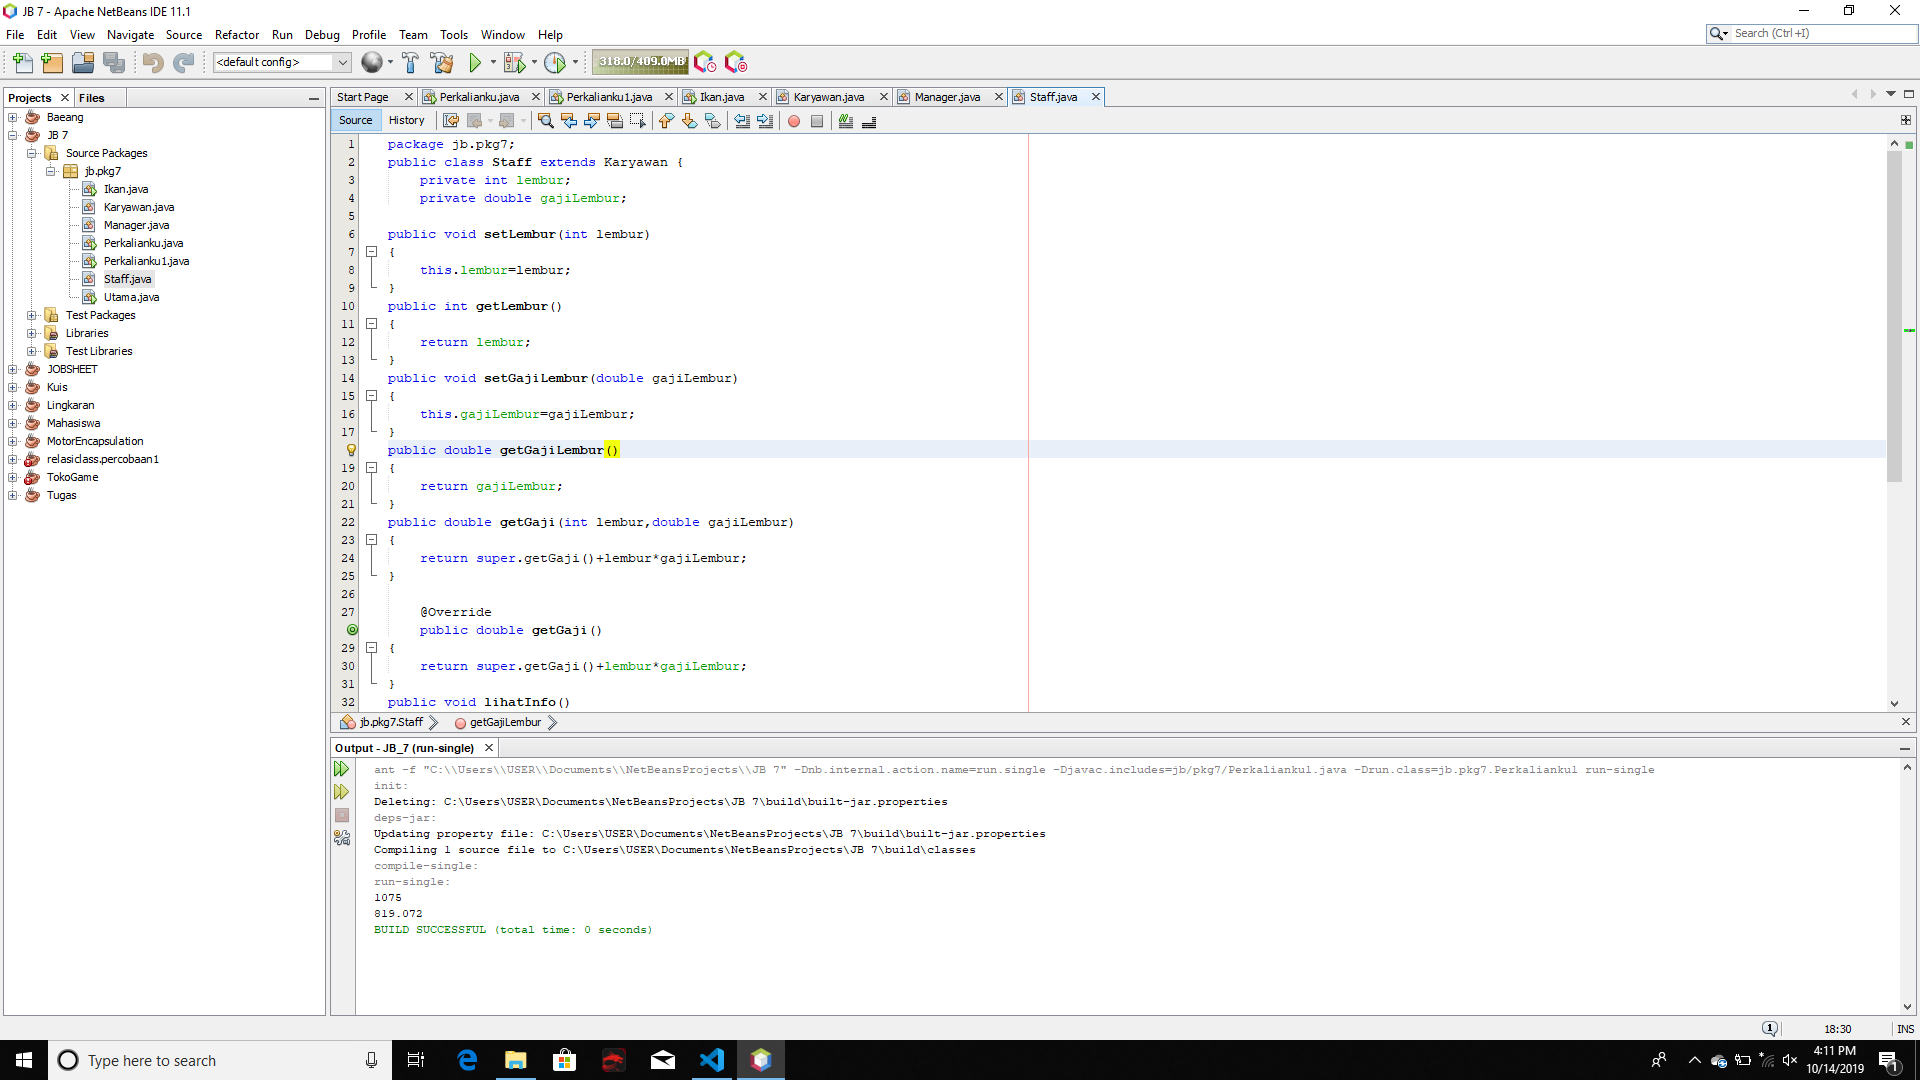 JB 7 - Apache NetBeans IDE 11.1
File Edit View Navigate Source Refactor Run Debug Profile Team Tools Window Help
Search (Ctrl+I)
<default config>
318.0/409.0MB
Projects Files
Baeang
JB 7
Source Packages
jb.pkg7
Ikan.java
Karyawan.java
Manager.java
Perkalianku.java
Perkalianku1.java
Staff.java
Utama.java
Test Packages
Libraries
Test Libraries
JOBSHEET
Kuis
Lingkaran
Mahasiswa
MotorEncapsulation
relasiclass.percobaan1
TokoGame
Tugas
Start Page Perkalianku.java Perkalianku1.java Ikan.java Karyawan.java Manager.java Staff.java
Source History
1 package jb.pkg7;
2 public class Staff extends Karyawan {
3 private int lembur;
4 private double gajiLembur;
5
6 public void setLembur(int lembur)
7 {
8 this.lembur=lembur;
9 }
10 public int getLembur()
11 {
12 return lembur;
13 }
14 public void setGajiLembur(double gajiLembur)
15 {
16 this.gajiLembur=gajiLembur;
17 }
public double getGajiLembur()
19 {
20 return gajiLembur;
21 }
22 public double getGaji(int lembur,double gajiLembur)
23 {
24 return super.getGaji()+lembur*gajiLembur;
25 }
26
27 @Override
public double getGaji()
29 {
30 return super.getGaji()+lembur*gajiLembur;
31 }
32 public void lihatInfo()
jb.pkg7.Staff getGajiLembur
Output - JB_7 (run-single)
ant -f "C:\\Users\\USER\\Documents\\NetBeansProjects\\JB 7" -Dnb.internal.action.name=run.single -Djavac.includes=jb/pkg7/Perkalianku1.java -Drun.class=jb.pkg7.Perkalianku1 run-single
init:
Deleting: C:\Users\USER\Documents\NetBeansProjects\JB 7\build\built-jar.properties
deps-jar:
Updating property file: C:\Users\USER\Documents\NetBeansProjects\JB 7\build\built-jar.properties
Compiling 1 source file to C:\Users\USER\Documents\NetBeansProjects\JB 7\build\classes
compile-single:
run-single:
1075
819.072
BUILD SUCCESSFUL (total time: 0 seconds)
1 18:30 INS
Type here to search
4:11 PM
10/14/2019
1